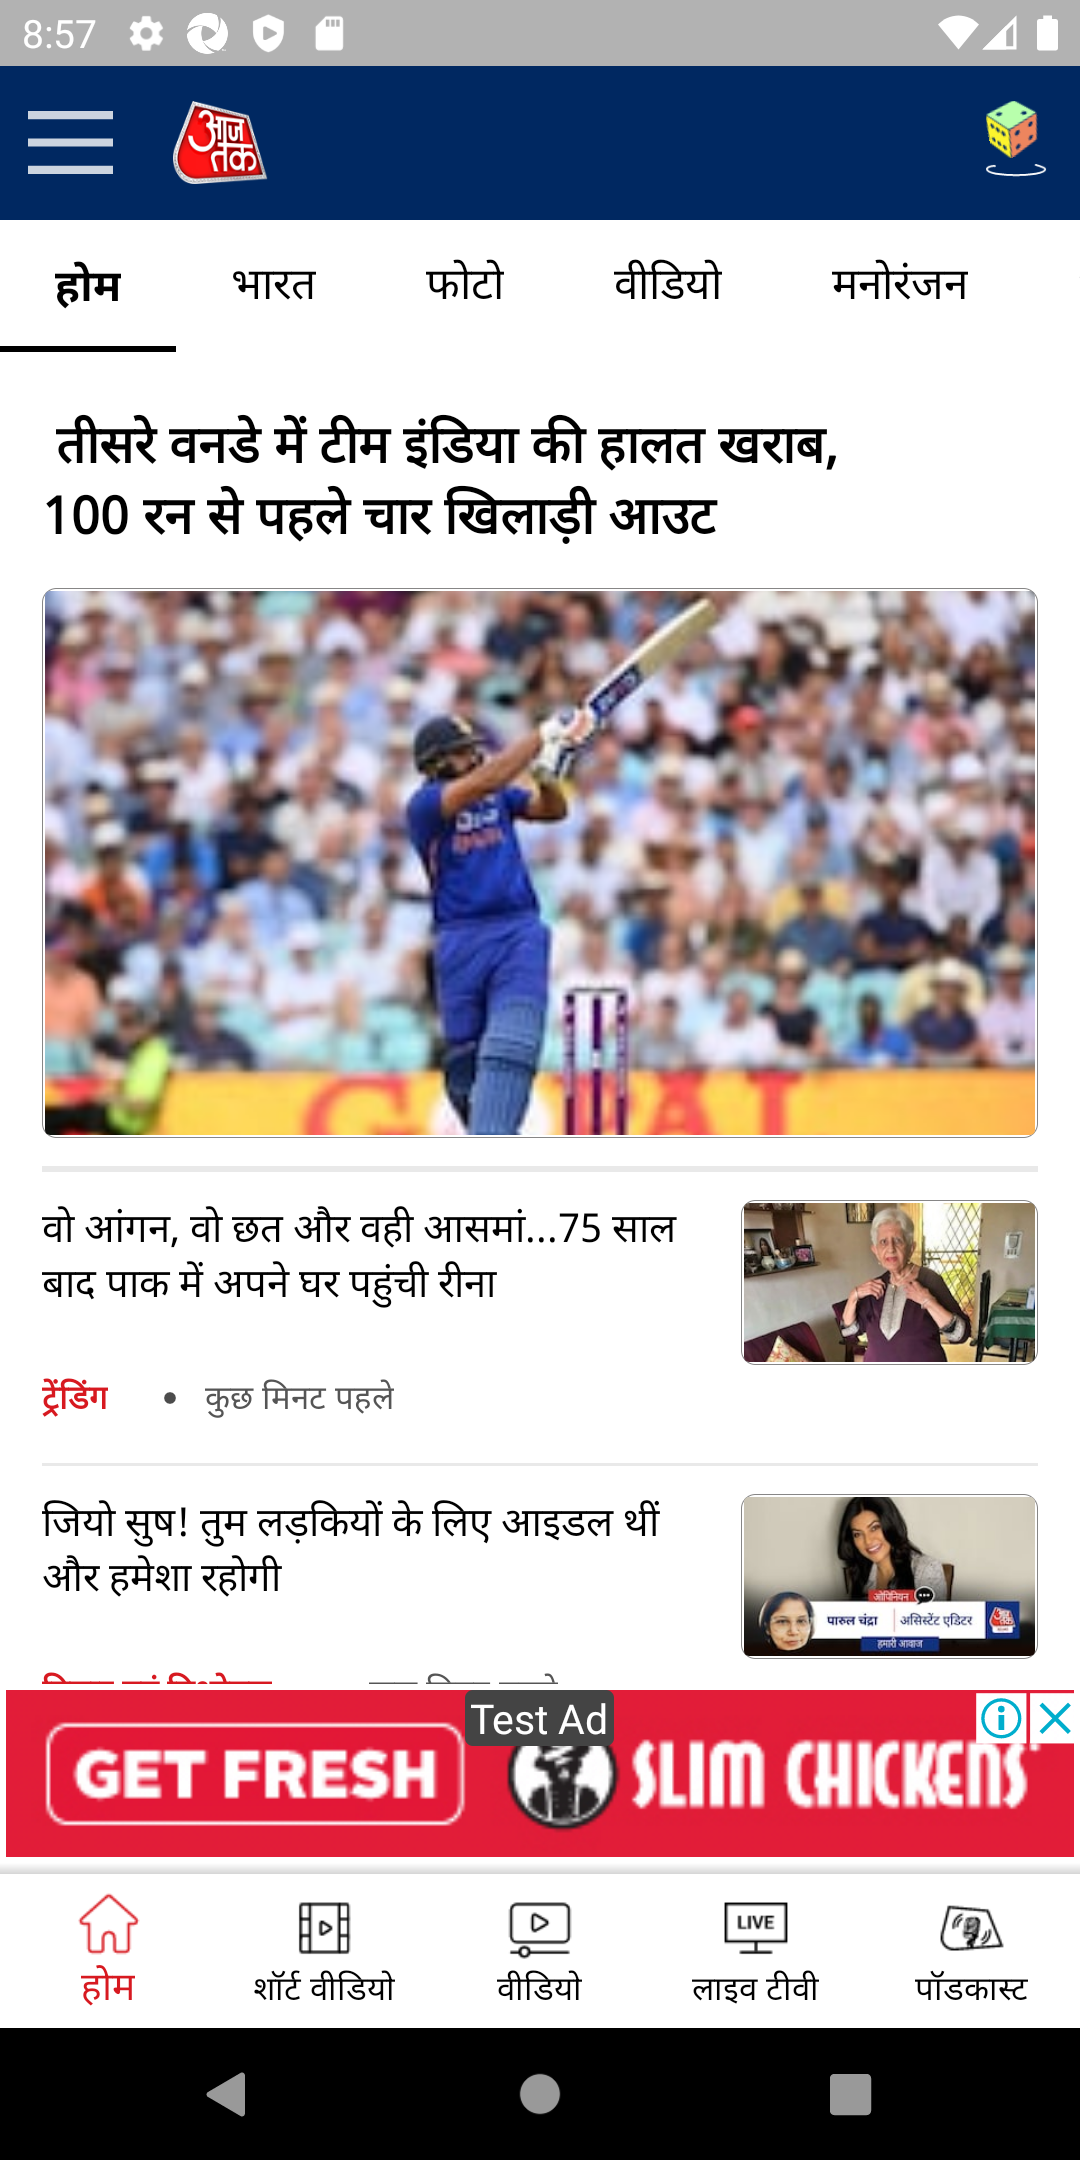 8:57
आज
तक
होम
भारत
फोटो
वीडियो
मनोरंजन
तीसरे वनडे में टीम इंडिया की हालत खराब,
100 रन से पहले चार खिलाड़ी आउट
वो आंगन, वो छत और वही आसमां...75 साल
बाद पाक में अपने घर पहुंची रीना
ट्रेंडिंग • कुछ मिनट पहले
जियो सुष! तुम लड़कियों के लिए आइडल थीं
और हमेशा रहोगी
ओपिनियन
पारुल चंद्रा
असिस्टेंट एडिटर
हमारी आवाज
Test Ad
GET FRESH
SLIM CHICKENS
होम
शॉर्ट वीडियो
वीडियो
LIVE
लाइव टीवी
पॉडकास्ट